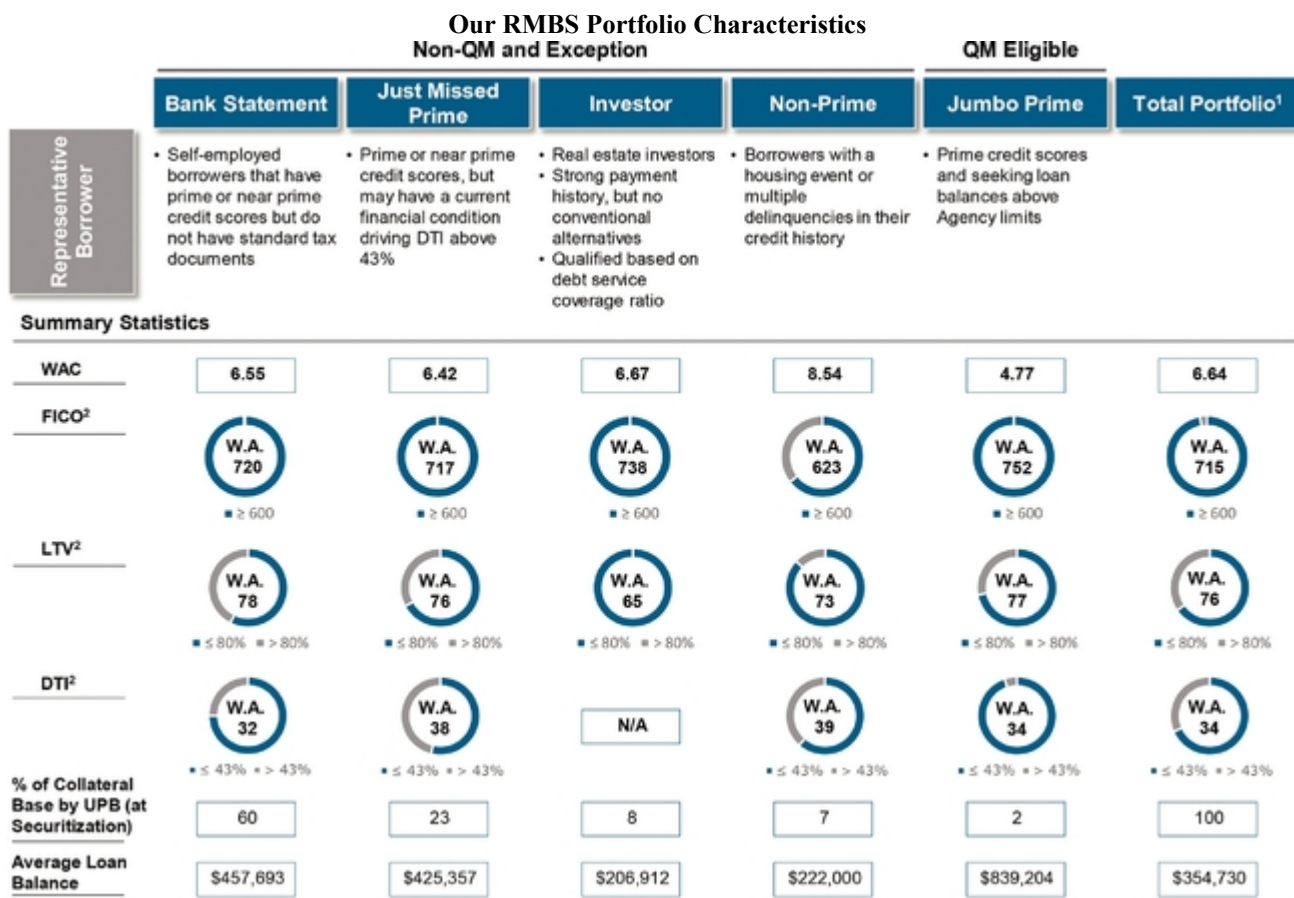 Our RMBS Portfolio Characteristics
Non-QM and Exception
QM Eligible
Bank Statement
Just Missed
Prime
Investor
Non-Prime
Jumbo Prime
Total Portfolio¹
Representative
Borrower
• Self-employed
borrowers that have
prime or near prime
credit scores but do
not have standard tax
documents
• Prime or near prime
credit scores, but
may have a current
financial condition
driving DTI above
43%
• Real estate investors
• Strong payment
history, but no
conventional
alternatives
• Qualified based on
debt service
coverage ratio
• Borrowers with a
housing event or
multiple
delinquencies in their
credit history
• Prime credit scores
and seeking loan
balances above
Agency limits
Summary Statistics
WAC
6.55
6.42
6.67
8.54
4.77
6.64
FICO²
W.A.
720
W.A.
717
W.A.
738
W.A.
623
W.A.
752
W.A.
715
≥ 600
≥ 600
≥ 600
≥ 600
≥ 600
≥ 600
LTV²
W.A.
78
W.A.
76
W.A.
65
W.A.
73
W.A.
77
W.A.
76
≤ 80% > 80%
≤ 80% > 80%
≤ 80% > 80%
≤ 80% > 80%
≤ 80% > 80%
≤ 80% > 80%
DTI²
W.A.
32
W.A.
38
N/A
W.A.
39
W.A.
34
W.A.
34
≤ 43% > 43%
≤ 43% > 43%
≤ 43% > 43%
≤ 43% > 43%
≤ 43% > 43%
% of Collateral
Base by UPB (at
Securitization)
60
23
8
7
2
100
Average Loan
Balance
$457,693
$425,357
$206,912
$222,000
$839,204
$354,730